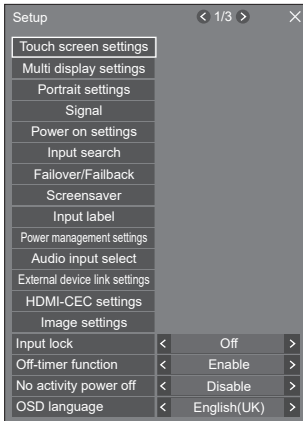 Setup < 1/3 > ×
Touch screen settings
Multi display settings
Portrait settings
Signal
Power on settings
Input search
Failover/Failback
Screensaver
Input label
Power management settings
Audio input select
External device link settings
HDMI-CEC settings
Image settings
Input lock < Off >
Off-timer function < Enable >
No activity power off < Disable >
OSD language < English(UK) >